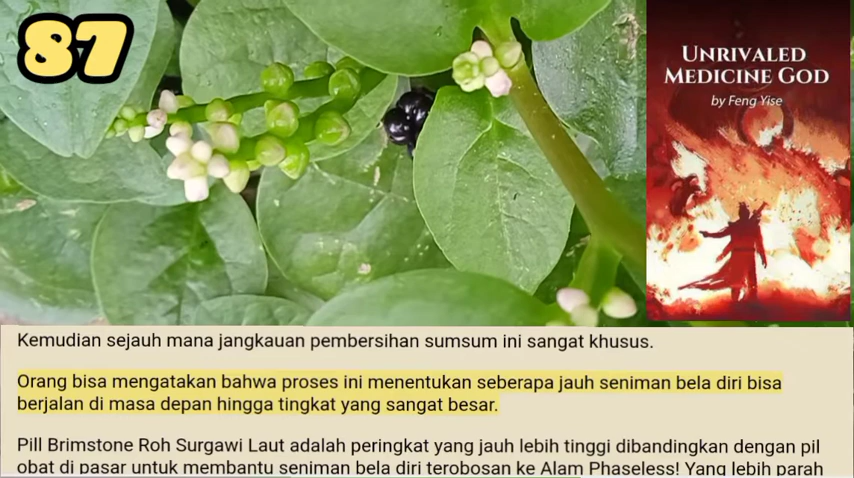 87
UNRIVALED
MEDICINE GOD
by Feng Yise
Kemudian sejauh mana jangkauan pembersihan sumsum ini sangat khusus.
Orang bisa mengatakan bahwa proses ini menentukan seberapa jauh seniman bela diri bisa
berjalan di masa depan hingga tingkat yang sangat besar.
Pill Brimstone Roh Surgawi Laut adalah peringkat yang jauh lebih tinggi dibandingkan dengan pil
obat di pasar untuk membantu seniman bela diri terobosan ke Alam Phaseless! Yang lebih parah